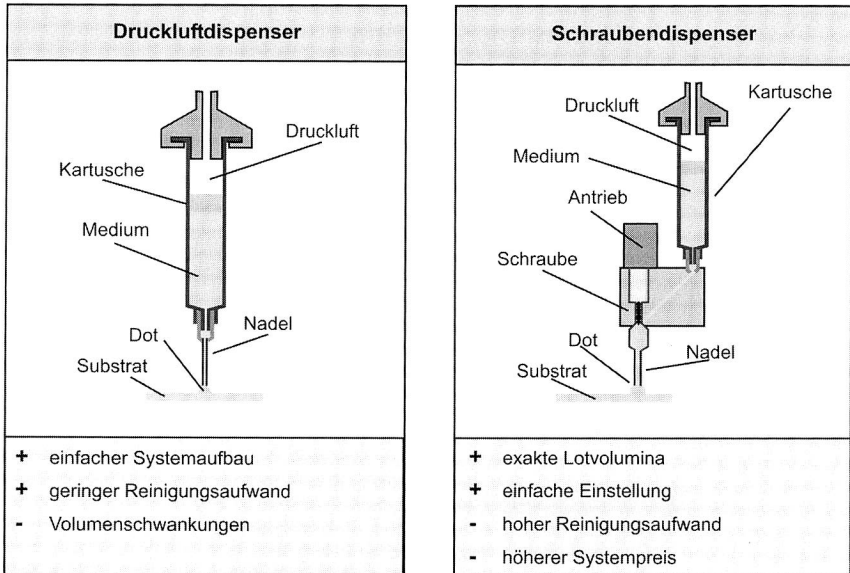 Druckluftdispenser
Druckluft
Kartusche
Medium
Dot
Nadel
Substrat
+ einfacher Systemaufbau
+ geringer Reinigungsaufwand
- Volumenschwankungen
Schraubendispenser
Kartusche
Druckluft
Medium
Antrieb
Schraube
Dot
Nadel
Substrat
+ exakte Lotvolumina
+ einfache Einstellung
- hoher Reinigungsaufwand
- höherer Systempreis